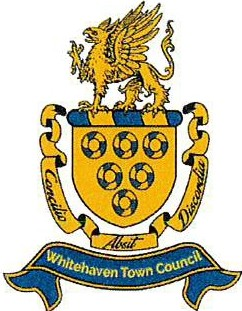 Concilio
Absit
Discordia
Whitehaven Town Council